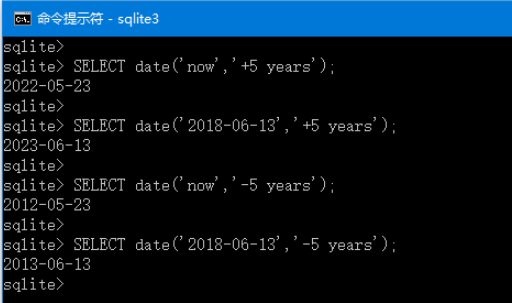 命令提示符 - sqlite3
sqlite>
sqlite> SELECT date('now','+5 years');
2022-05-23
sqlite>
sqlite> SELECT date('2018-06-13','+5 years');
2023-06-13
sqlite>
sqlite> SELECT date('now','-5 years');
2012-05-23
sqlite>
sqlite> SELECT date('2018-06-13','-5 years');
2013-06-13
sqlite>